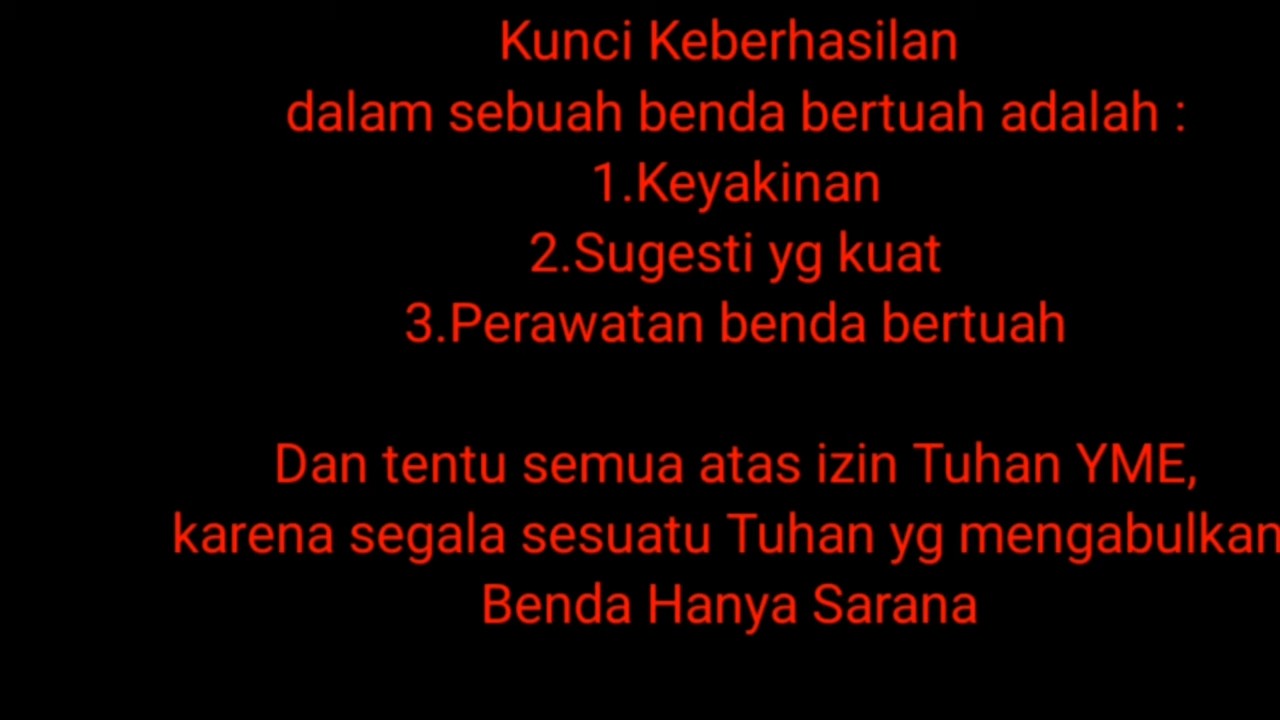 Kunci Keberhasilan
dalam sebuah benda bertuah adalah :
1.Keyakinan
2.Sugesti yg kuat
3.Perawatan benda bertuah
Dan tentu semua atas izin Tuhan YME,
karena segala sesuatu Tuhan yg mengabulkan
Benda Hanya Sarana